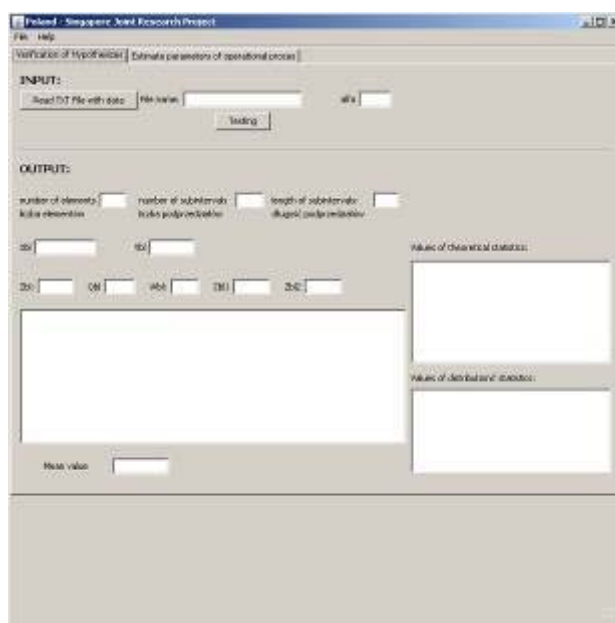 Poland - Singapore Joint Research Project
File Help
Verification of Hypothesizes Estimate parameters of operational proces
INPUT:
Read TXT File with data File name: alfa
Testing
OUTPUT:
number of elements number of subintervals length of subintervals
liczba elementów liczba podprzedziałów długość podprzedziałów
Values of theoretical statistics:
Values of distributions' statistics:
Mean value